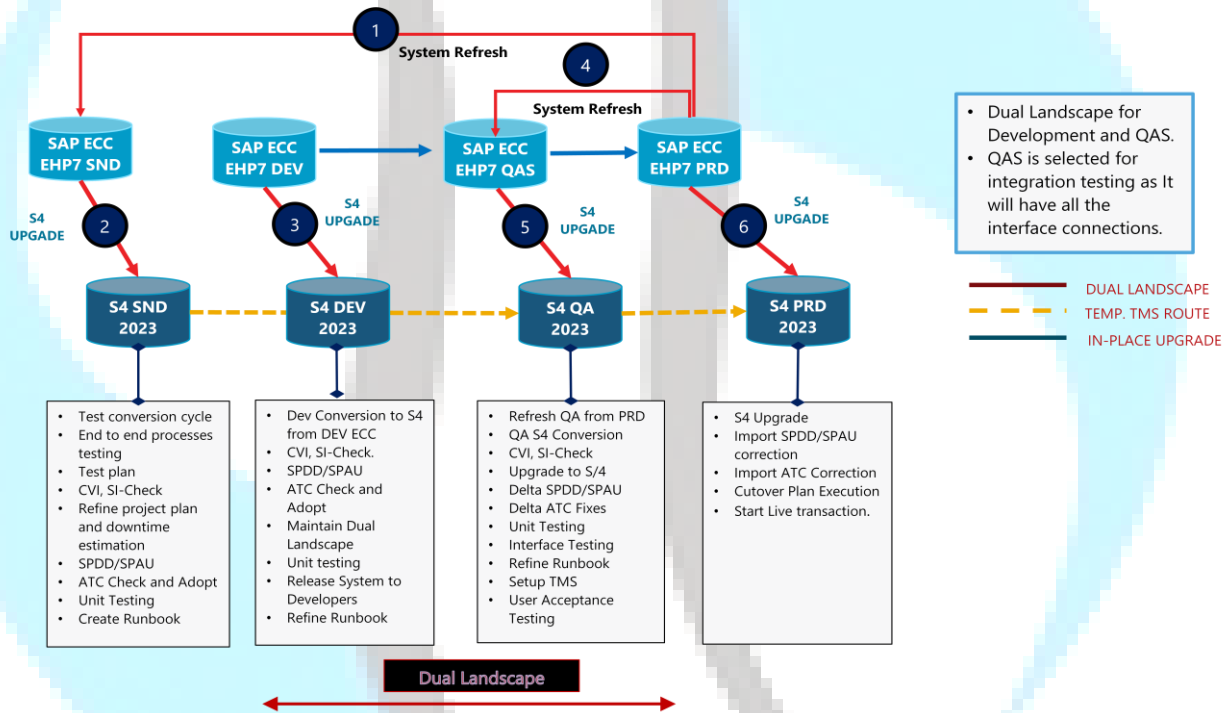 1
System Refresh
4
System Refresh
SAP ECC
EHP7 SND
SAP ECC
EHP7 DEV
SAP ECC
EHP7 QAS
SAP ECC
EHP7 PRD
• Dual Landscape for
Development and QAS.
• QAS is selected for
integration testing as It
will have all the
interface connections.
S4
UPGADE
2
3
S4
UPGADE
5
S4
UPGADE
6
S4
UPGADE
S4 SND
2023
S4 DEV
2023
S4 QA
2023
S4 PRD
2023
DUAL LANDSCAPE
TEMP. TMS ROUTE
IN-PLACE UPGRADE
• Test conversion cycle
• End to end processes
testing
• Test plan
• CVI, SI-Check
• Refine project plan
and downtime
estimation
• SPDD/SPAU
• ATC Check and Adopt
• Unit Testing
• Create Runbook
• Dev Conversion to S4
from DEV ECC
• CVI, SI-Check.
• SPDD/SPAU
• ATC Check and
Adopt
• Maintain Dual
Landscape
• Unit testing
• Release System to
Developers
• Refine Runbook
• Refresh QA from PRD
• QA S4 Conversion
• CVI, SI-Check
• Upgrade to S/4
• Delta SPDD/SPAU
• Delta ATC Fixes
• Unit Testing
• Interface Testing
• Refine Runbook
• Setup TMS
• User Acceptance
Testing
• S4 Upgrade
• Import SPDD/SPAU
correction
• Import ATC Correction
• Cutover Plan Execution
• Start Live transaction.
Dual Landscape